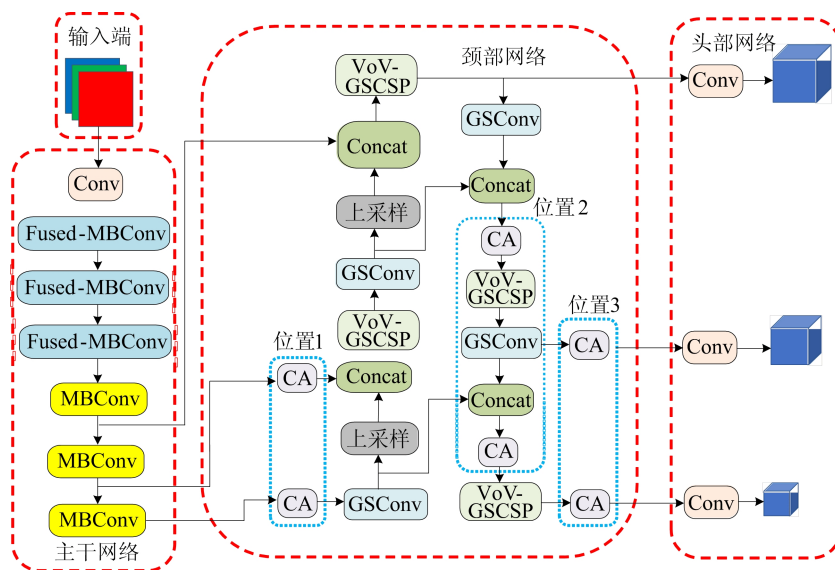 输入端
Conv
Fused-MBConv
Fused-MBConv
Fused-MBConv
MBConv
MBConv
MBConv
主干网络
颈部网络
VoV-
GSCSP
Concat
上采样
GSConv
VoV-
GSCSP
位置1
CA
Concat
上采样
CA
GSConv
GSConv
Concat
位置2
CA
VoV-
GSCSP
GSConv
Concat
CA
VoV-
GSCSP
位置3
CA
CA
头部网络
Conv
Conv
Conv